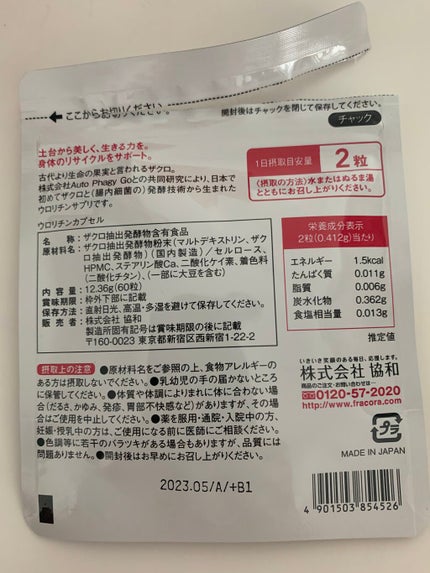 ここからお切りください。
開封後はチャックを閉じて保存してください。
チャック
土台から美しく、生きる力を。
身体のリサイクルをサポート。
古代より生命の果実と言われるザクロ。
株式会社Auto Phagy Goとの共同研究により、日本で
初めてザクロと〈腸内細菌の〉発酵技術から生まれた
ウロリチンサプリです。
1日摂取目安量 2粒
(摂取の方法)水またはぬるま湯
とともにお召し上がりください。
ウロリチンカプセル
名 称:ザクロ抽出発酵物含有食品
原材料名:ザクロ抽出発酵物粉末(マルトデキストリン、ザク
ロ抽出発酵物)(国内製造)/セルロース、
HPMC、ステアリン酸Ca、二酸化ケイ素、着色料
(二酸化チタン)、(一部に大豆を含む)
内 容 量:12.36g(60粒)
賞味期限:枠外下部に記載
保存方法:直射日光、高温・多湿を避けて保存してください。
販 売 者:株式会社 協和
製造所固有記号は賞味期限の後に記載
〒160-0023 東京都新宿区西新宿1-22-2
栄養成分表示
2粒(0.412g)当たり
エネルギー 1.5kcal
たんぱく質 0.011g
脂質 0.006g
炭水化物 0.362g
食塩相当量 0.013g
推定値
摂取上の注意 ●原材料名をご参照の上、食物アレルギーの
ある方は摂取しないでください。●乳幼児の手の届かないところ
に保管してください。●体質や体調によりまれに体に合わない場
合(だるさ、かゆみ、発疹、胃部不快感など)がありますが、その場
合はご使用を中止してください。●薬を服用・通院・入院中の方、
妊娠・授乳中の方は、ご使用になる前に医師にご相談ください。
●色調等に若干のバラツキがある場合もありますが、品質には
問題ありません。●開封後はお早めにお召し上がりください。
いきいき笑顔のある毎日、応援します。
株式会社 協和
商品のご注文・お問い合わせは…
0120-57-2020
http://www.fracora.com
プラ
MADE IN JAPAN
2023.05/A/+B1
4 901503 854526